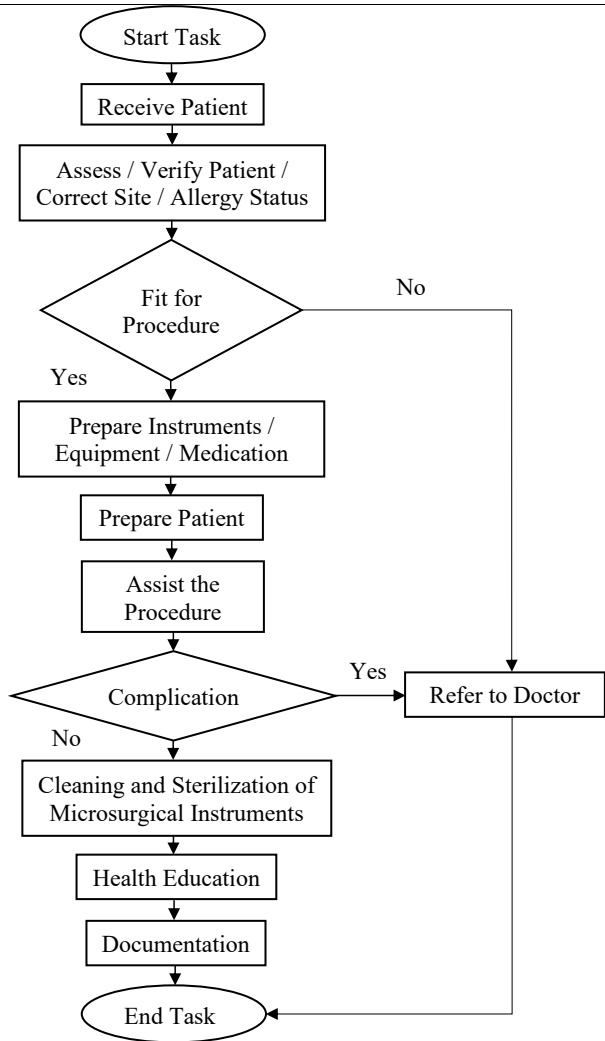 Start Task
Receive Patient
Assess / Verify Patient /
Correct Site / Allergy Status
Fit for
Procedure
No
Yes
Prepare Instruments /
Equipment / Medication
Prepare Patient
Assist the
Procedure
Complication
Yes
Refer to Doctor
No
Cleaning and Sterilization of
Microsurgical Instruments
Health Education
Documentation
End Task